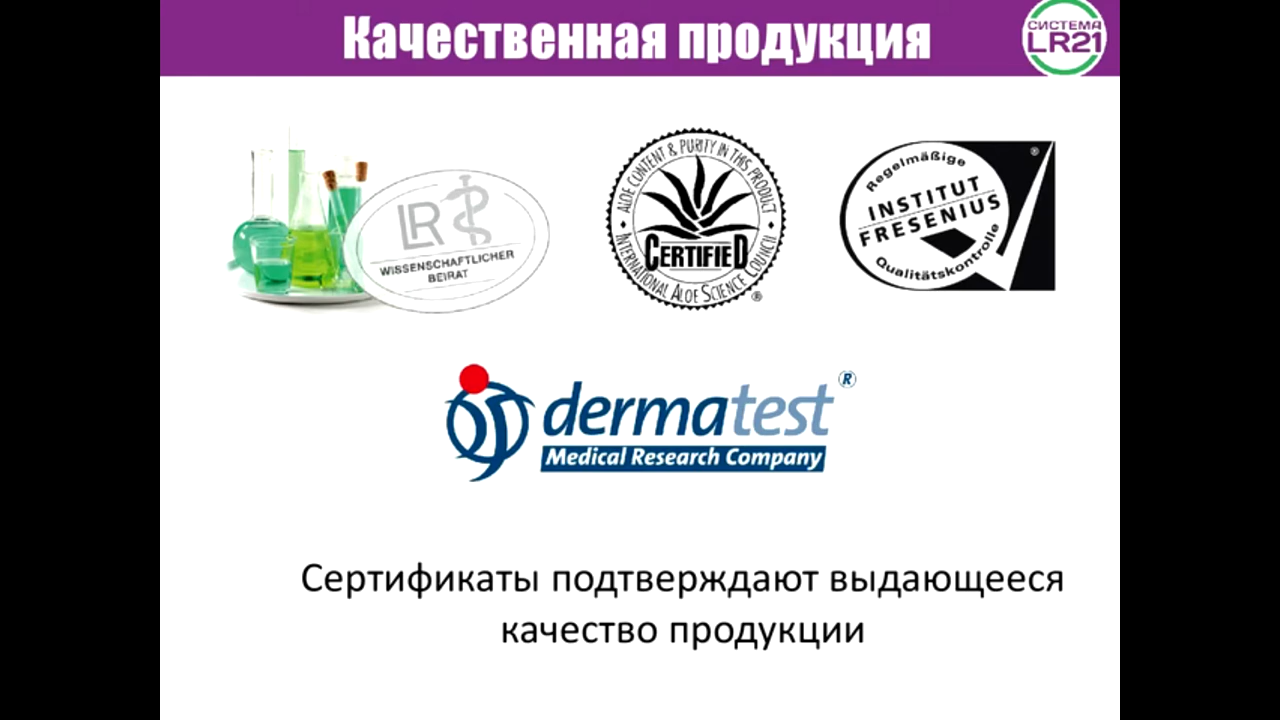 Качественная продукция
СИСТЕМА
LR21
LR
WISSENSCHAFTLICHER
BEIRAT
ALOE CONTENT & PURITY IN THIS PRODUCT
CERTIFIED
INTERNATIONAL ALOE SCIENCE COUNCIL
®
Regelmäßige
INSTITUT
FRESENIUS
Qualitätskontrolle
®
dermatest®
Medical Research Company
Сертификаты подтверждают выдающееся
качество продукции